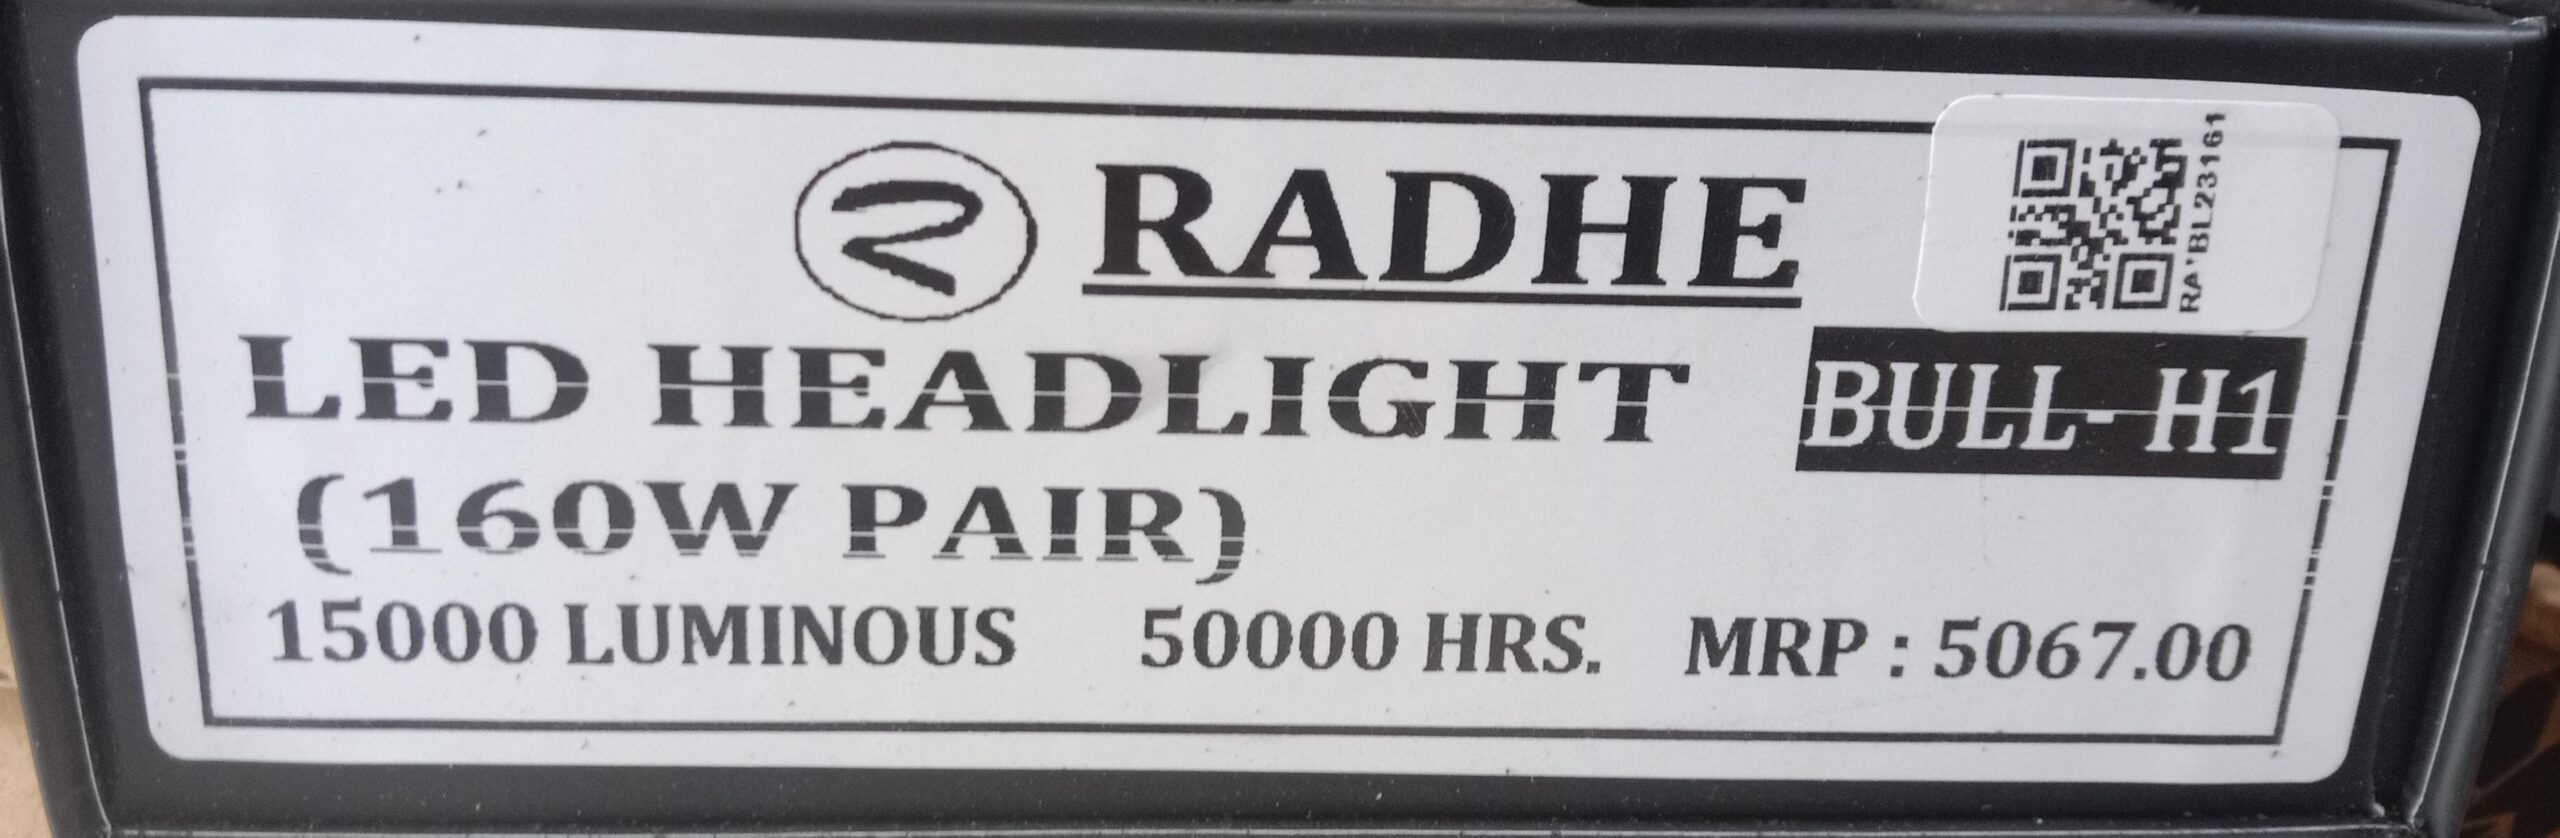 RADHE
RA'BL23161
LED HEADLIGHT BULL- H1
(160W PAIR)
15000 LUMINOUS 50000 HRS. MRP : 5067.00